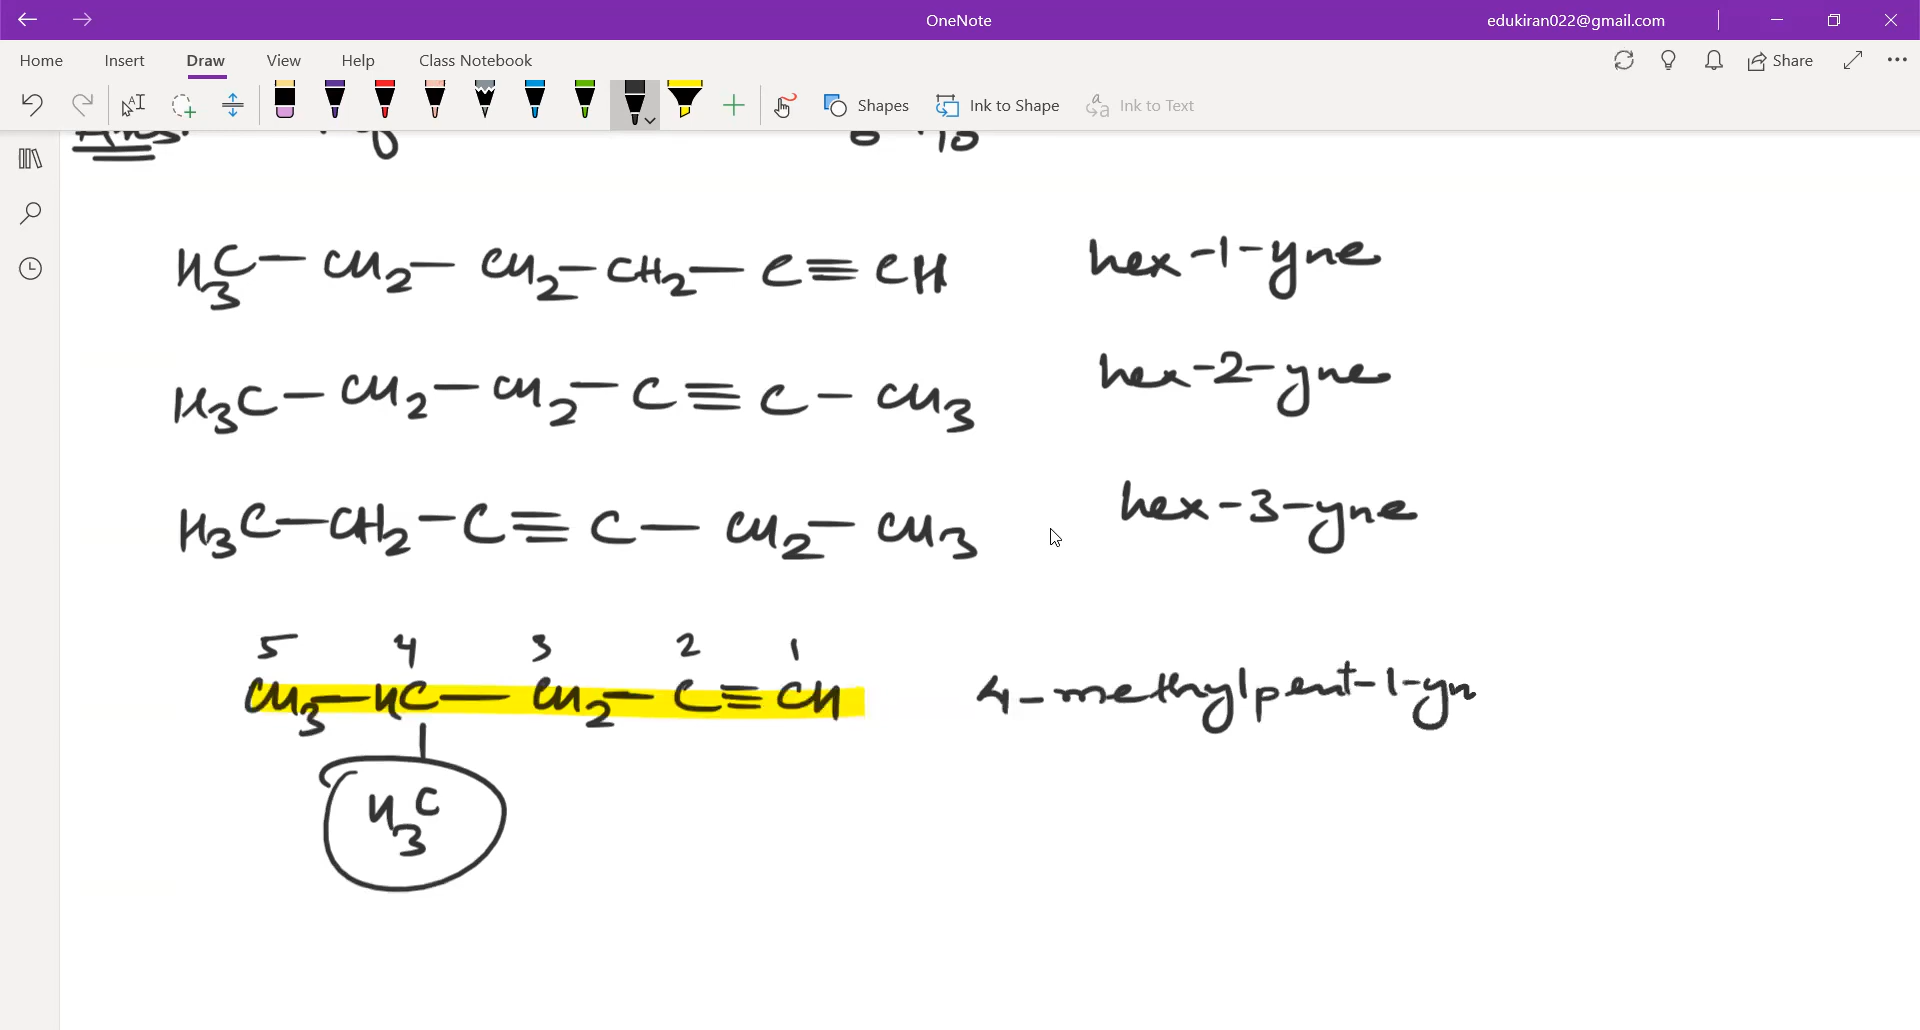 OneNote
edukiran022@gmail.com
Home Insert Draw View Help Class Notebook
Share
Shapes Ink to Shape Ink to Text
H3C — CH2 — CH2 — CH2 — C ≡ CH hex-1-yne
H3C — CH2 — CH2 — C ≡ C — CH3 hex-2-yne
H3C — CH2 — C ≡ C — CH2 — CH3 hex-3-yne
5 4 3 2 1
CH3 — HC — CH2 — C ≡ CH 4-methylpent-1-yn
|
H3C